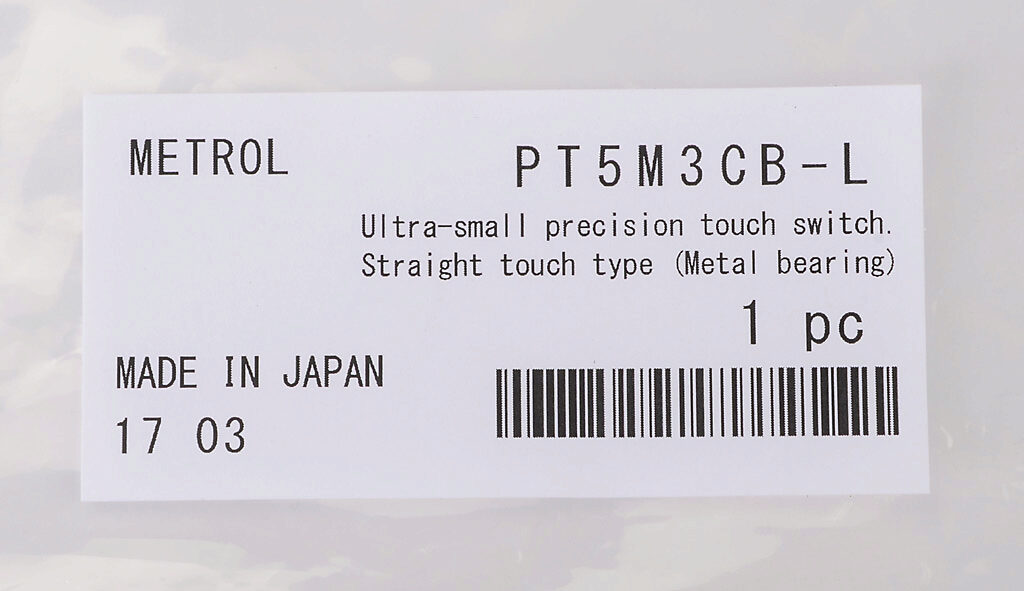 METROL
PT5M3CB-L
Ultra-small precision touch switch.
Straight touch type (Metal bearing)
1 pc
MADE IN JAPAN
17 03